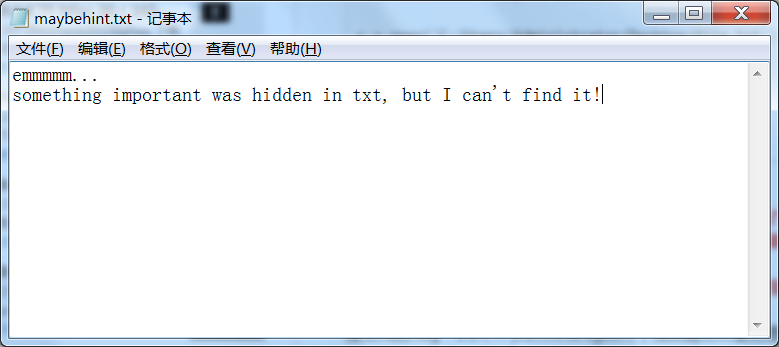 maybehint.txt - 记事本
文件(F) 编辑(E) 格式(O) 查看(V) 帮助(H)
emmmmm...
something important was hidden in txt, but I can't find it!